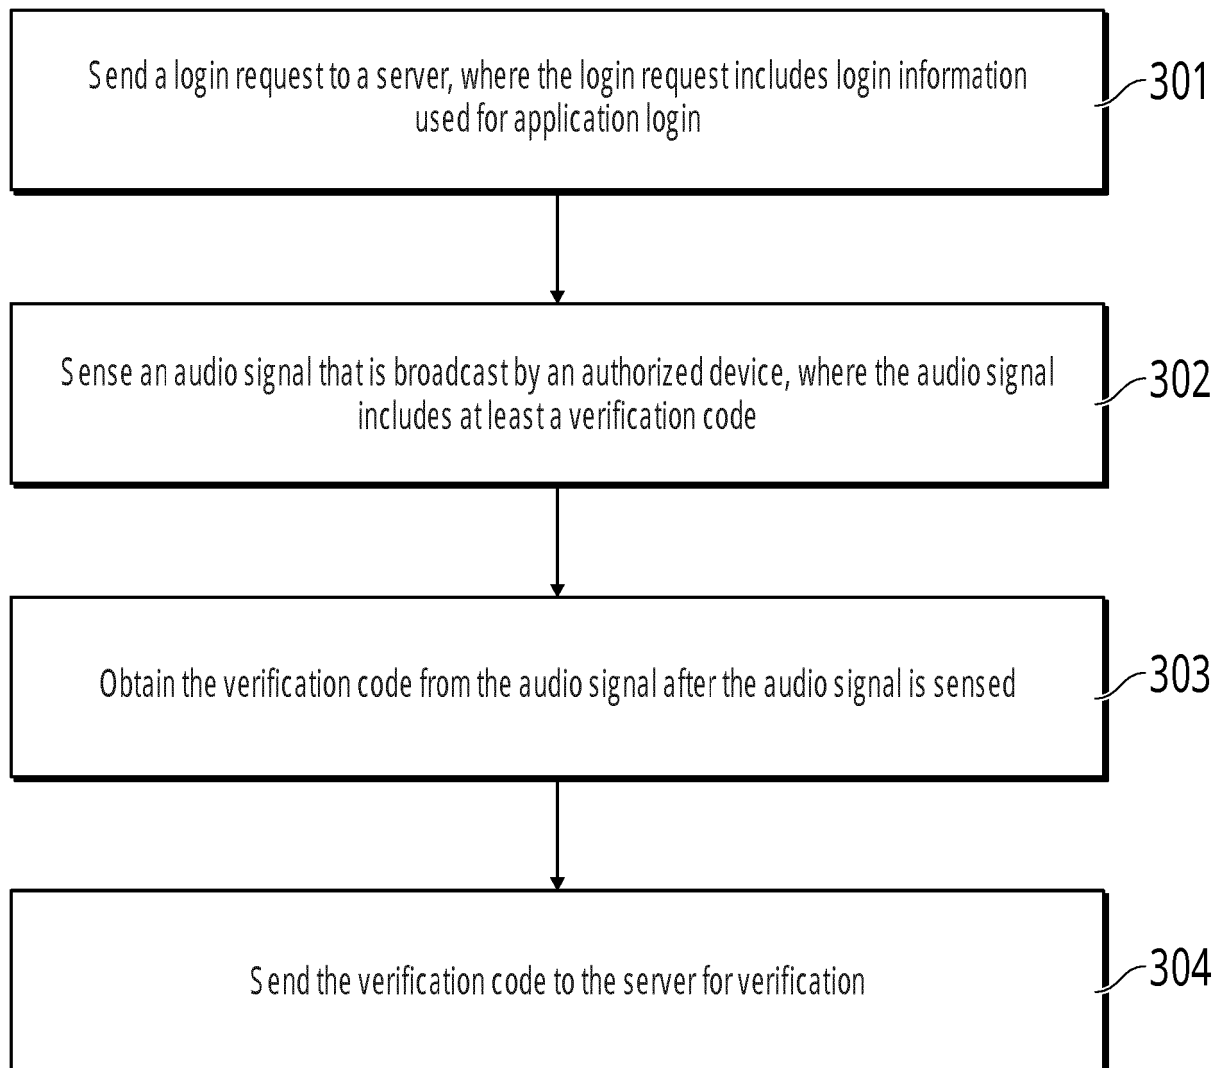 Send a login request to a server, where the login request includes login information
used for application login
301
Sense an audio signal that is broadcast by an authorized device, where the audio signal
includes at least a verification code
302
Obtain the verification code from the audio signal after the audio signal is sensed
303
Send the verification code to the server for verification
304